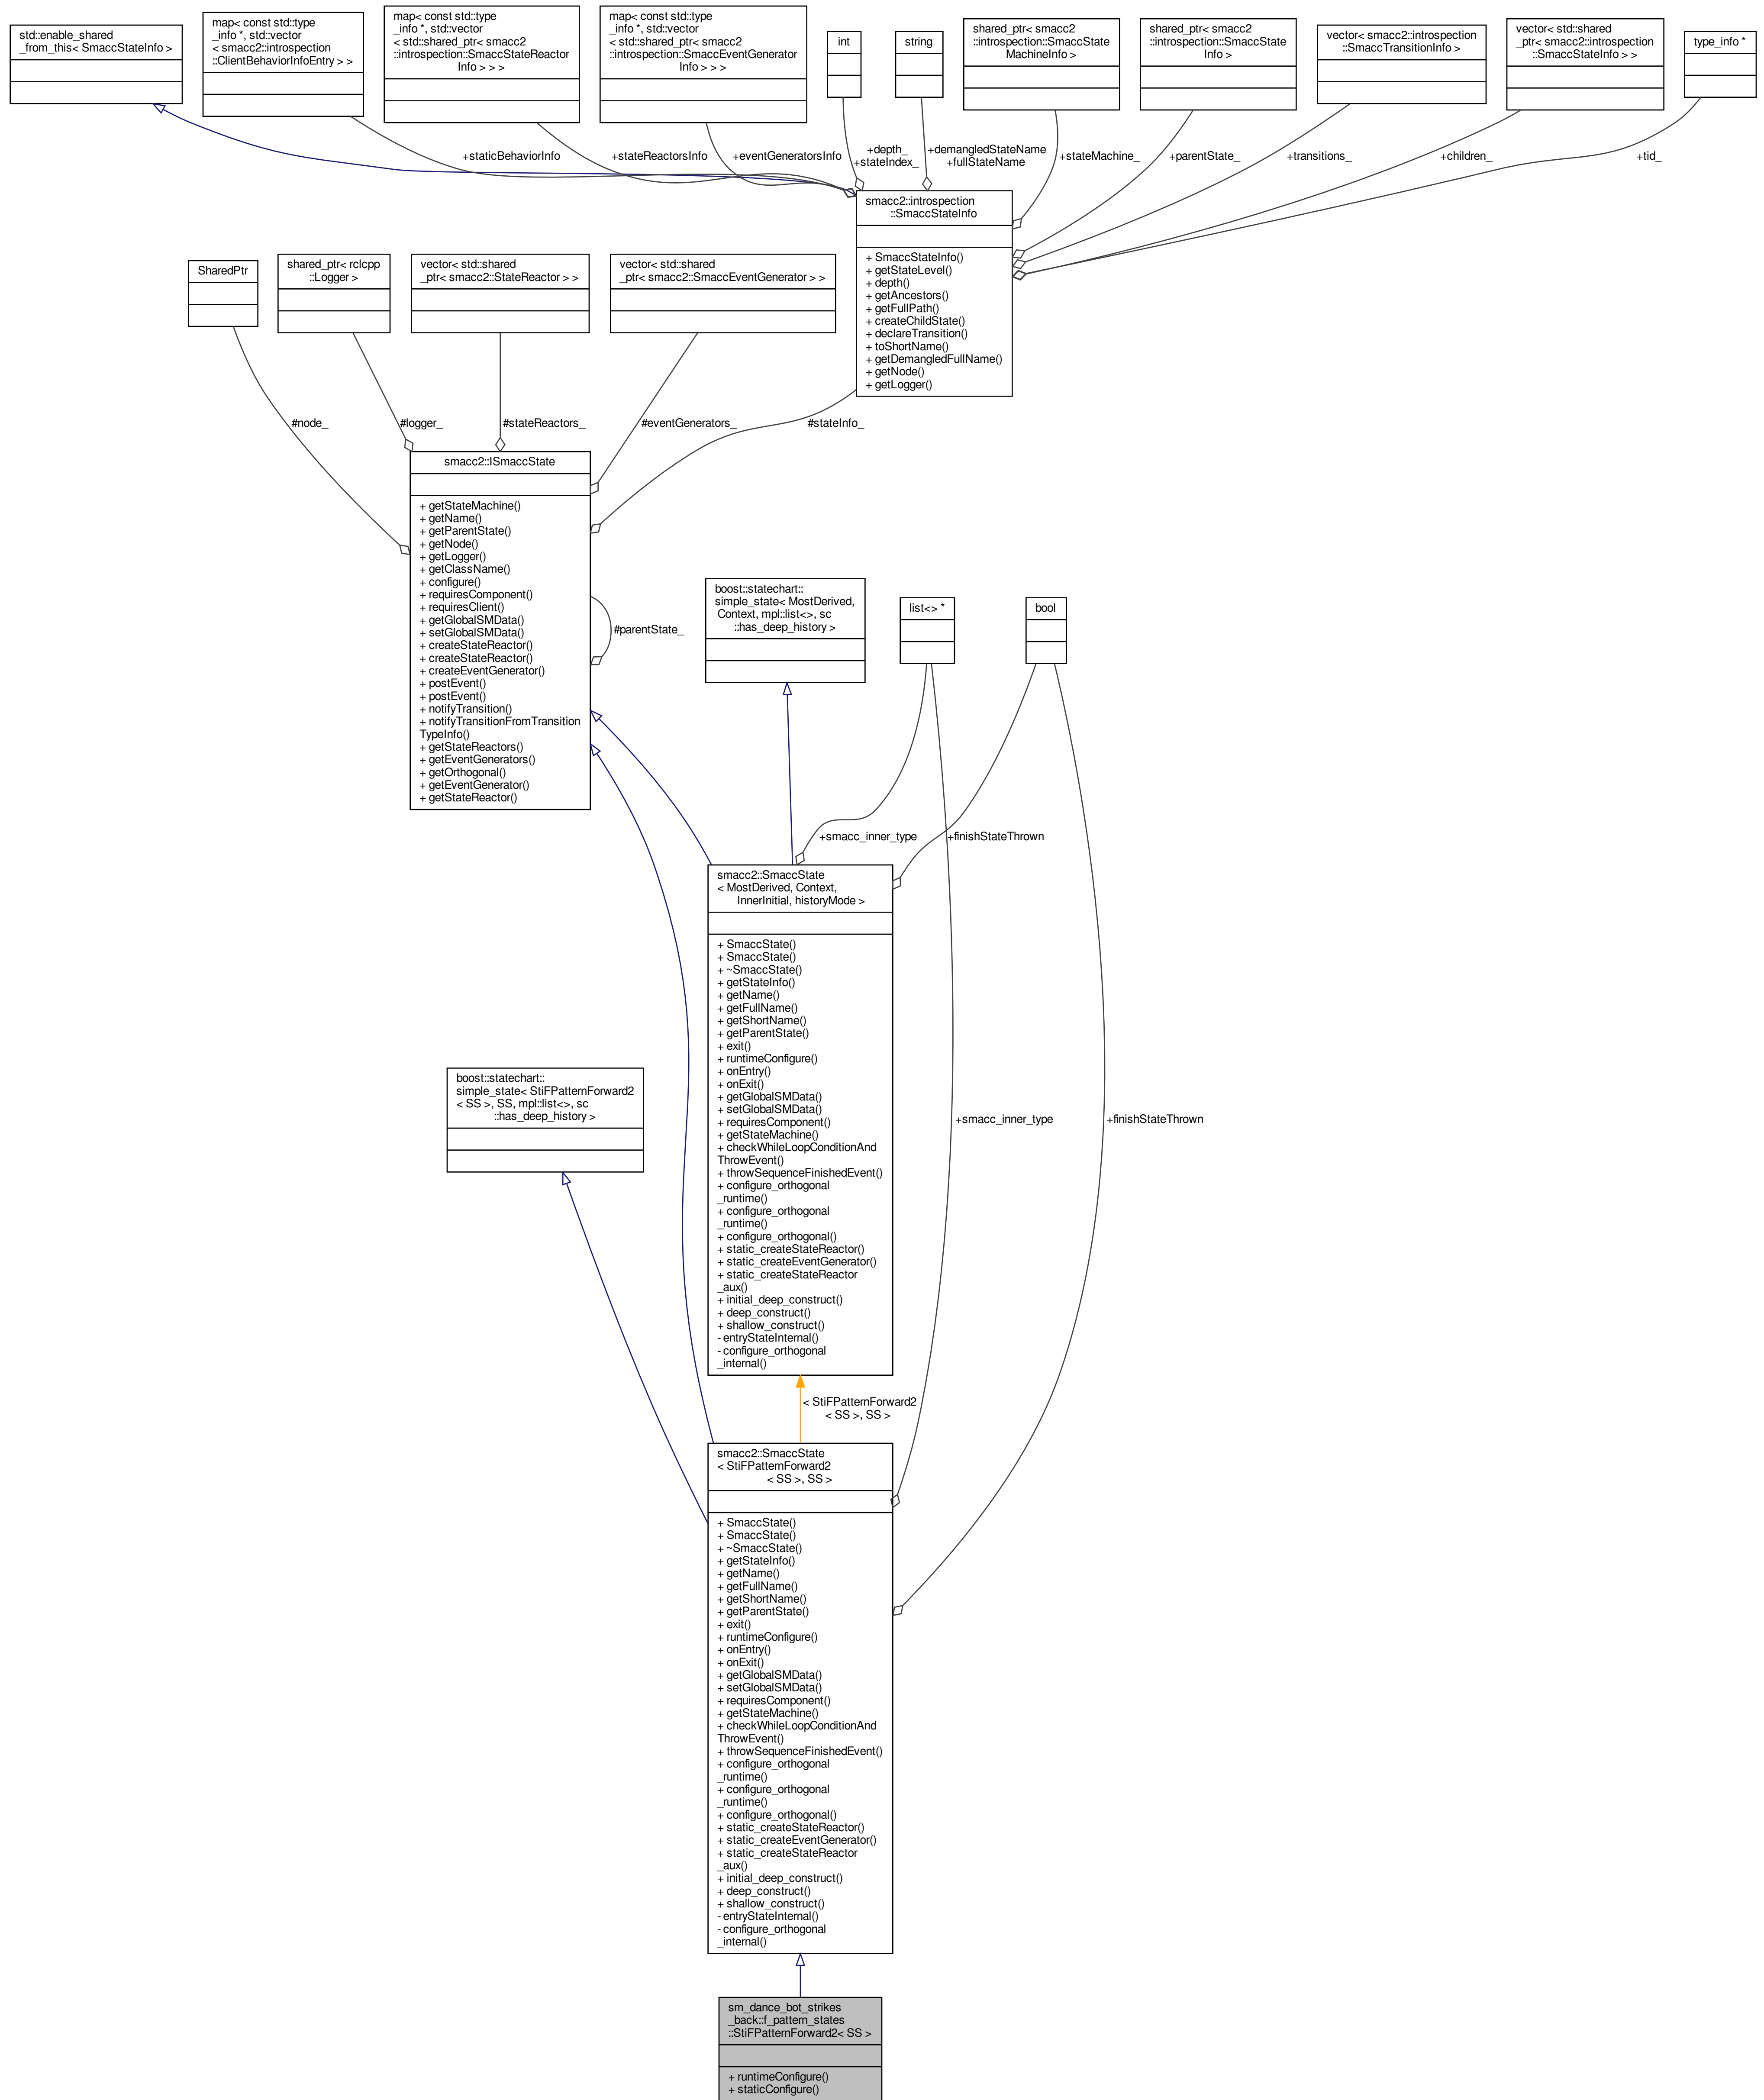 std::enable_shared
_from_this< SmaccStateInfo >
map< const std::type
_info *, std::vector
< smacc2::introspection
::ClientBehaviorInfoEntry > >
map< const std::type
_info *, std::vector
< std::shared_ptr< smacc2
::introspection::SmaccStateReactor
Info > > >
map< const std::type
_info *, std::vector
< std::shared_ptr< smacc2
::introspection::SmaccEventGenerator
Info > > >
int
string
shared_ptr< smacc2
::introspection::SmaccState
MachineInfo >
shared_ptr< smacc2
::introspection::SmaccState
Info >
vector< smacc2::introspection
::SmaccTransitionInfo >
vector< std::shared
_ptr< smacc2::introspection
::SmaccStateInfo > >
type_info *
+staticBehaviorInfo
+stateReactorsInfo
+eventGeneratorsInfo
+depth_
+stateIndex_
+demangledStateName
+fullStateName
+stateMachine_
+parentState_
+transitions_
+children_
+tid_
smacc2::introspection
::SmaccStateInfo
+ SmaccStateInfo()
+ getStateLevel()
+ depth()
+ getAncestors()
+ getFullPath()
+ createChildState()
+ declareTransition()
+ toShortName()
+ getDemangledFullName()
+ getNode()
+ getLogger()
SharedPtr
shared_ptr< rclcpp
::Logger >
vector< std::shared
_ptr< smacc2::StateReactor > >
vector< std::shared
_ptr< smacc2::SmaccEventGenerator > >
#node_
#logger_
#stateReactors_
#eventGenerators_
#stateInfo_
smacc2::ISmaccState
+ getStateMachine()
+ getName()
+ getParentState()
+ getNode()
+ getLogger()
+ getClassName()
+ configure()
+ requiresComponent()
+ requiresClient()
+ getGlobalSMData()
+ setGlobalSMData()
+ createStateReactor()
+ createStateReactor()
+ createEventGenerator()
+ postEvent()
+ postEvent()
+ notifyTransition()
+ notifyTransitionFromTransition
TypeInfo()
+ getStateReactors()
+ getEventGenerators()
+ getOrthogonal()
+ getEventGenerator()
+ getStateReactor()
#parentState_
boost::statechart::
simple_state< MostDerived,
Context, mpl::list<>, sc
::has_deep_history >
list<> *
bool
+smacc_inner_type
+finishStateThrown
smacc2::SmaccState
< MostDerived, Context,
InnerInitial, historyMode >
+ SmaccState()
+ SmaccState()
+ ~SmaccState()
+ getStateInfo()
+ getName()
+ getFullName()
+ getShortName()
+ getParentState()
+ exit()
+ runtimeConfigure()
+ onEntry()
+ onExit()
+ getGlobalSMData()
+ setGlobalSMData()
+ requiresComponent()
+ getStateMachine()
+ checkWhileLoopConditionAnd
ThrowEvent()
+ throwSequenceFinishedEvent()
+ configure_orthogonal
_runtime()
+ configure_orthogonal
_runtime()
+ configure_orthogonal()
+ static_createStateReactor()
+ static_createEventGenerator()
+ static_createStateReactor
_aux()
+ initial_deep_construct()
+ deep_construct()
+ shallow_construct()
- entryStateInternal()
- configure_orthogonal
_internal()
boost::statechart::
simple_state< StiFPatternForward2
< SS >, SS, mpl::list<>, sc
::has_deep_history >
+smacc_inner_type
+finishStateThrown
< StiFPatternForward2
< SS >, SS >
smacc2::SmaccState
< StiFPatternForward2
< SS >, SS >
+ SmaccState()
+ SmaccState()
+ ~SmaccState()
+ getStateInfo()
+ getName()
+ getFullName()
+ getShortName()
+ getParentState()
+ exit()
+ runtimeConfigure()
+ onEntry()
+ onExit()
+ getGlobalSMData()
+ setGlobalSMData()
+ requiresComponent()
+ getStateMachine()
+ checkWhileLoopConditionAnd
ThrowEvent()
+ throwSequenceFinishedEvent()
+ configure_orthogonal
_runtime()
+ configure_orthogonal
_runtime()
+ configure_orthogonal()
+ static_createStateReactor()
+ static_createEventGenerator()
+ static_createStateReactor
_aux()
+ initial_deep_construct()
+ deep_construct()
+ shallow_construct()
- entryStateInternal()
- configure_orthogonal
_internal()
sm_dance_bot_strikes
_back::f_pattern_states
::StiFPatternForward2< SS >
+ runtimeConfigure()
+ staticConfigure()